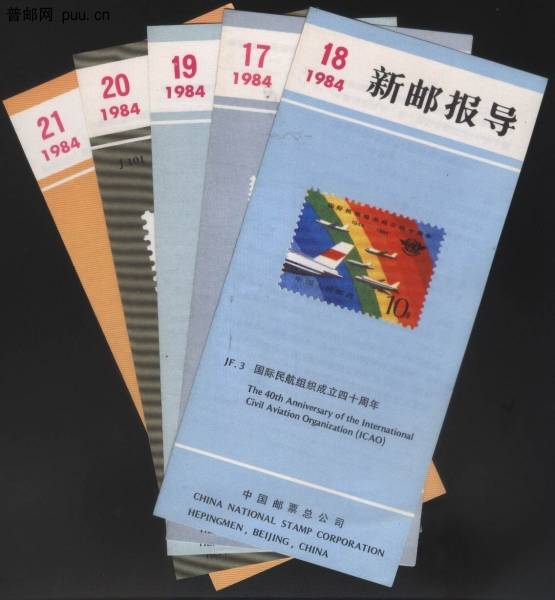 普邮网 puu.cn
21
1984
20
1984
J.101
19
1984
17
1984
18
1984
新邮报导
10
JF.3 国际民航组织成立四十周年
The 40th Anniversary of the International
Civil Aviation Organization (ICAO)
中国邮票总公司
CHINA NATIONAL STAMP CORPORATION
HEPINGMEN, BEIJING, CHINA